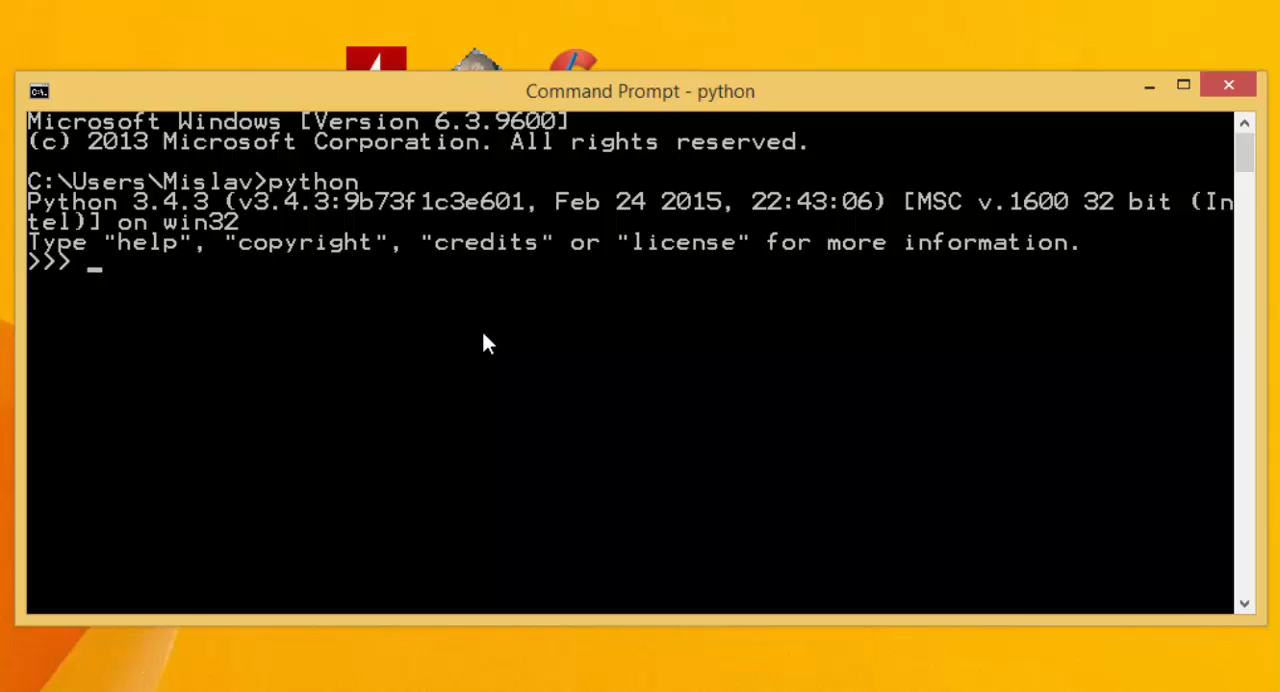 Command Prompt - python
Microsoft Windows [Version 6.3.9600]
(c) 2013 Microsoft Corporation. All rights reserved.
C:\Users\Mislav>python
Python 3.4.3 (v3.4.3:9b73f1c3e601, Feb 24 2015, 22:43:06) [MSC v.1600 32 bit (In
tel)] on win32
Type "help", "copyright", "credits" or "license" for more information.
>>> _